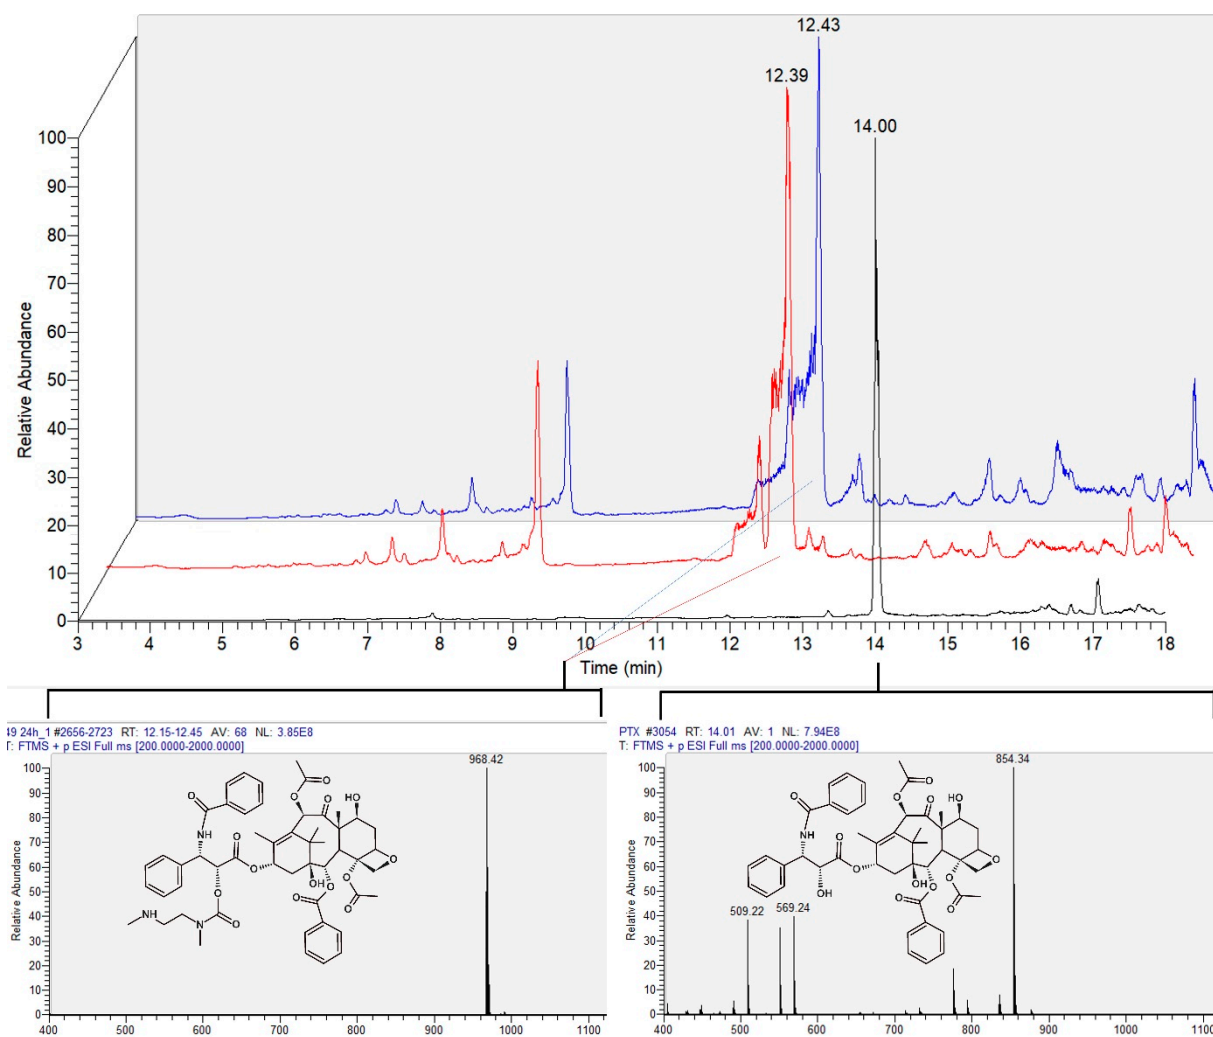 12.43
12.39
14.00
100
90
80
70
60
50
40
30
20
10
0
Relative Abundance
3 4 5 6 7 8 9 10 11 12 13 14 15 16 17 18
Time (min)
49 24h_1 #2656-2723 RT: 12.15-12.45 AV: 68 NL: 3.85E8
T: FTMS + p ESI Full ms [200.0000-2000.0000]
968.42
100
90
80
70
60
50
40
30
20
10
0
Relative Abundance
O
O
O
HO
O
NH
O
O
O
OH
O
O
O
O
O
O
NH
N
O
400 500 600 700 800 900 1000 1100
PTX #3054 RT: 14.01 AV: 1 NL: 7.94E8
T: FTMS + p ESI Full ms [200.0000-2000.0000]
854.34
100
90
80
70
60
50
40
30
20
10
0
Relative Abundance
O
O
O
HO
O
NH
O
O
O
OH
OH
O
O
O
O
O
509.22
569.24
400 500 600 700 800 900 1000 1100